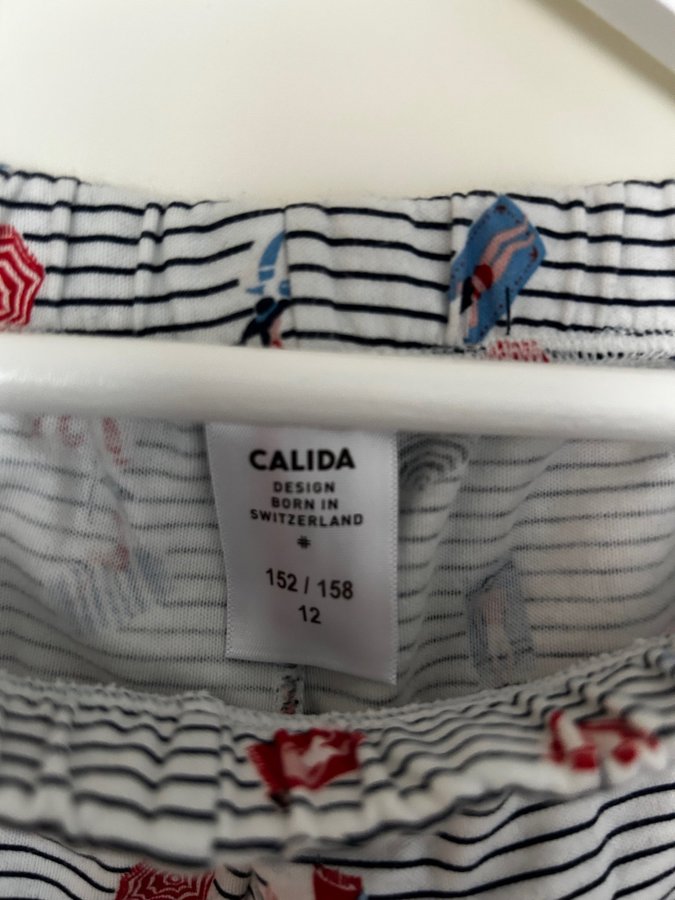 CALIDA
DESIGN
BORN IN
SWITZERLAND
152 / 158
12